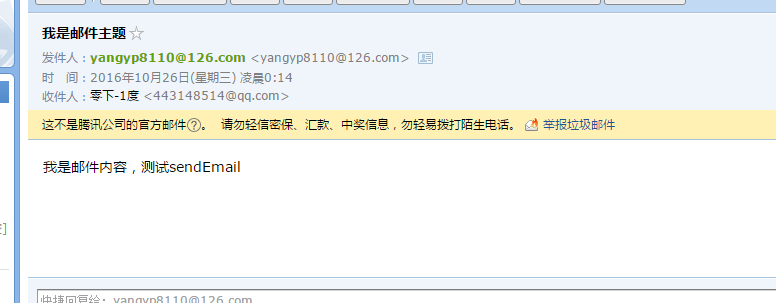 我是邮件主题
发件人：yangyp8110@126.com <yangyp8110@126.com>
时 间：2016年10月26日(星期三) 凌晨0:14
收件人：零下-1度 <443148514@qq.com>
这不是腾讯公司的官方邮件?。 请勿轻信密保、汇款、中奖信息，勿轻易拨打陌生电话。 举报垃圾邮件
我是邮件内容，测试sendEmail
快捷回复给：yangyp8110@126.com